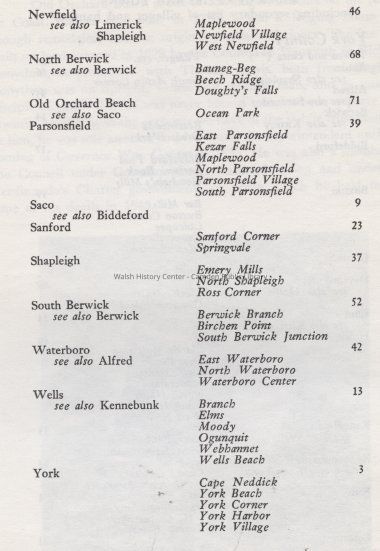 Newfield 46
see also Limerick Maplewood
Shapleigh Newfield Village
West Newfield
North Berwick 68
see also Berwick Bauneg-Beg
Beech Ridge
Doughty's Falls
Old Orchard Beach 71
see also Saco Ocean Park
Parsonsfield 39
East Parsonsfield
Kezar Falls
Maplewood
North Parsonsfield
Parsonsfield Village
South Parsonsfield
Saco 9
see also Biddeford
Sanford 23
Sanford Corner
Springvale
Shapleigh 37
Emery Mills
Walsh History Center - Camden
North Shapleigh
Ross Corner
South Berwick 52
see also Berwick Berwick Branch
Birchen Point
South Berwick Junction
Waterboro 42
see also Alfred East Waterboro
North Waterboro
Waterboro Center
Wells 13
see also Kennebunk Branch
Elms
Moody
Ogunquit
Webhannet
Wells Beach
York 3
Cape Neddick
York Beach
York Corner
York Harbor
York Village